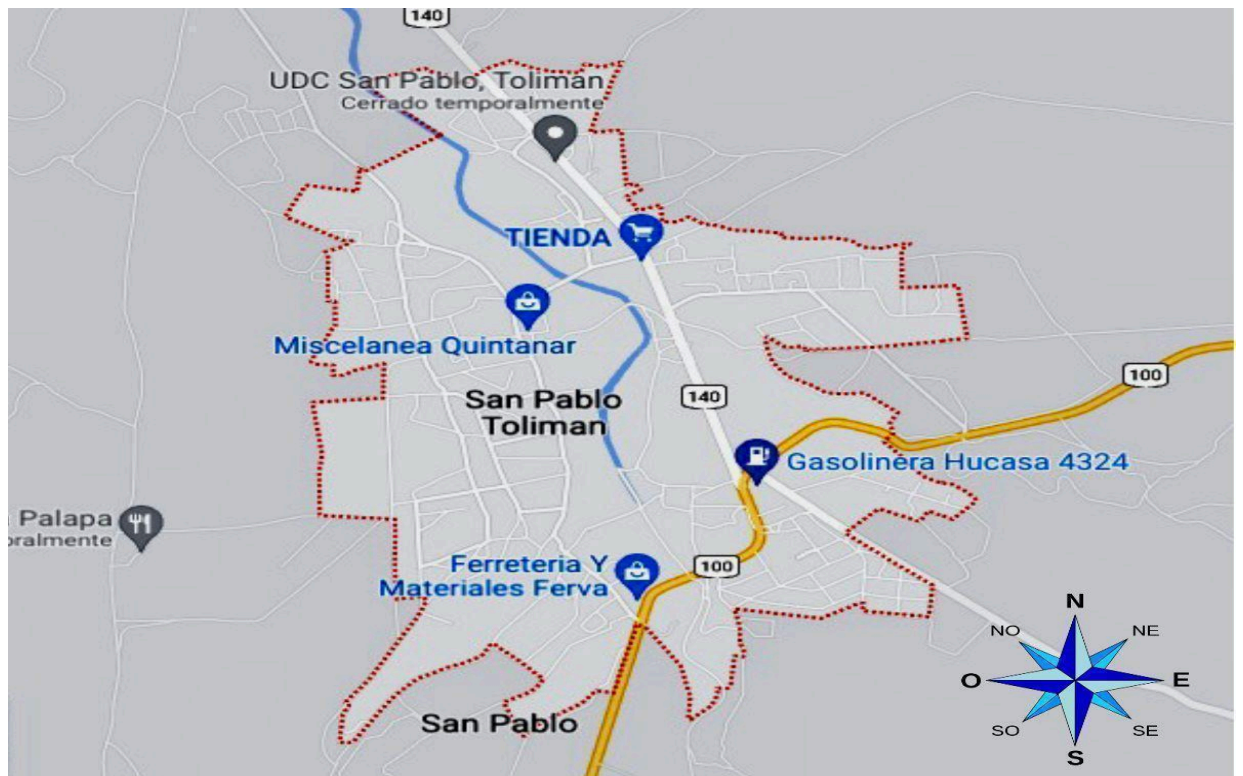 140
UDC San Pablo, Tolimán
Cerrado temporalmente
TIENDA
Miscelanea Quintanar
100
San Pablo
Toliman
140
Gasolinera Hucasa 4324
Palapa
Ferreteria Y
Materiales Ferva
100
San Pablo
N
NO
NE
O
E
SO
SE
S